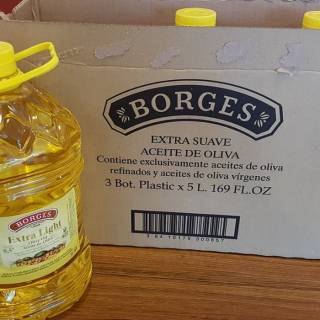 BORGES
EXTRA SUAVE
ACEITE DE OLIVA
Contiene exclusivamente aceites de oliva
refinados y aceites de oliva vírgenes
3 Bot. Plastic x 5 L. 169 FL.OZ
BORGES
Extra Light